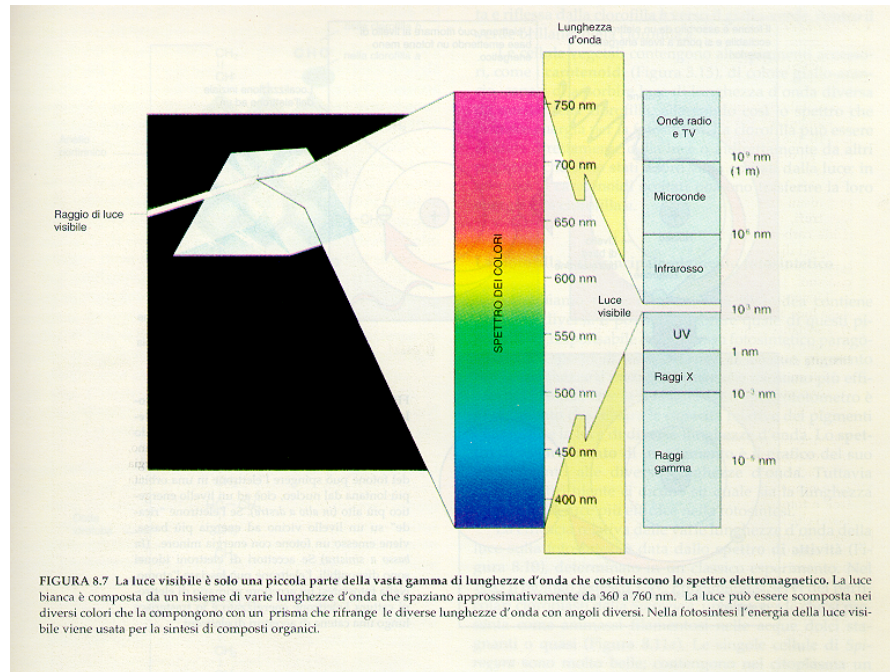 Lunghezza
d'onda
750 nm
700 nm
650 nm
600 nm
550 nm
500 nm
450 nm
400 nm
SPETTRO DEI COLORI
Raggio di luce
visibile
Luce
visibile
Onde radio
e TV
Microonde
Infrarosso
UV
Raggi X
Raggi
gamma
10⁹ nm
(1 m)
10⁶ nm
10³ nm
1 nm
10⁻³ nm
10⁻⁵ nm
FIGURA 8.7 La luce visibile è solo una piccola parte della vasta gamma di lunghezze d'onda che costituiscono lo spettro elettromagnetico. La luce
bianca è composta da un insieme di varie lunghezze d'onda che spaziano approssimativamente da 360 a 760 nm. La luce può essere scomposta nei
diversi colori che la compongono con un prisma che rifrange le diverse lunghezze d'onda con angoli diversi. Nella fotosintesi l'energia della luce visi-
bile viene usata per la sintesi di composti organici.